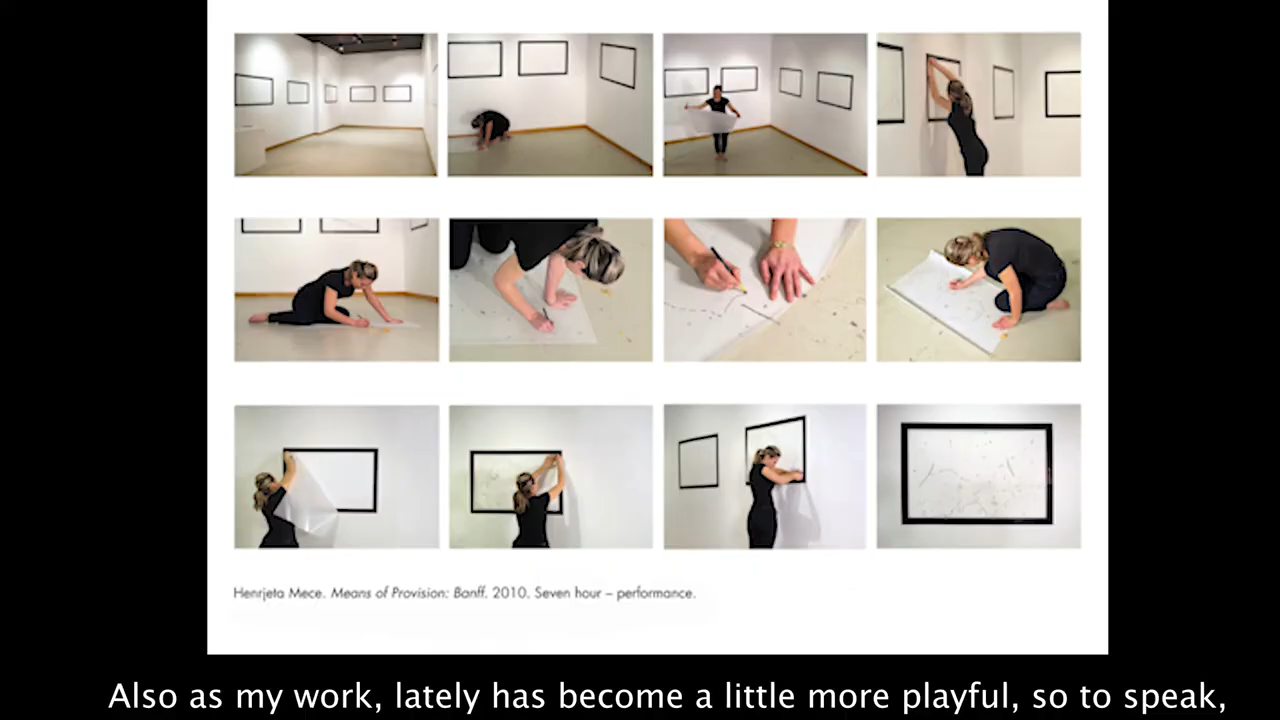 Henrjeta Mece. Means of Provision: Banff. 2010. Seven hour – performance.
Also as my work, lately has become a little more playful, so to speak,